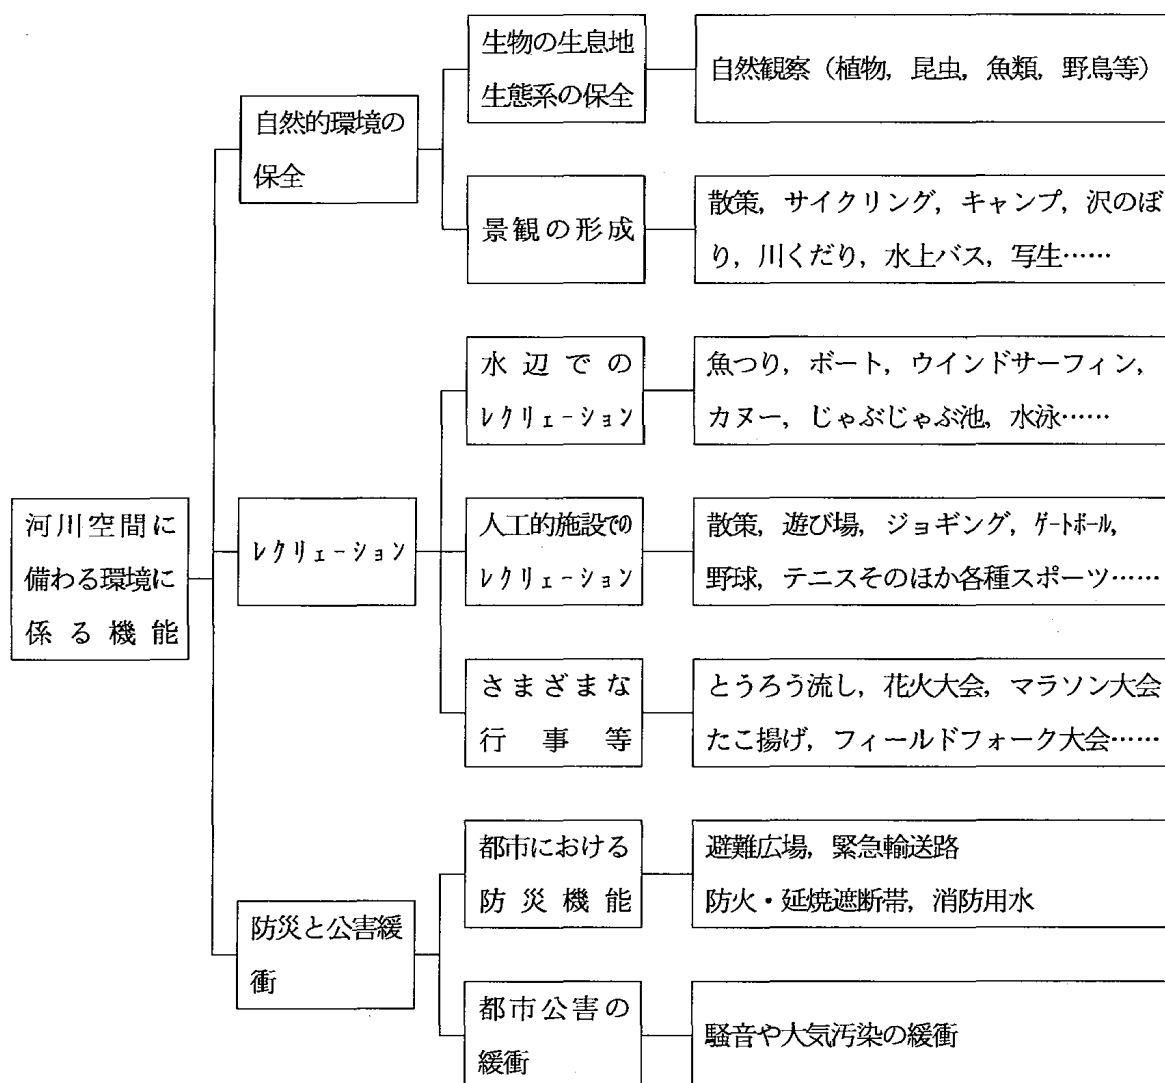 生物の生息地
生態系の保全
自然観察(植物,昆虫,魚類,野鳥等)
自然的環境の
保全
景観の形成
散策,サイクリング,キャンプ,沢のぼ
り,川くだり,水上バス,写生……
水辺での
レクリェーション
魚つり,ボート,ウインドサーフィン,
カヌー,じゃぶじゃぶ池,水泳……
河川空間に
備わる環境に
係る機能
レクリェーション
人工的施設での
レクリェーション
散策,遊び場,ジョギング,ゲートボール,
野球,テニスそのほか各種スポーツ……
さまざまな
行事等
とうろう流し,花火大会,マラソン大会
たこ揚げ,フィールドフォーク大会……
都市における
防災機能
避難広場,緊急輸送路
防火・延焼遮断帯,消防用水
防災と公害緩
衝
都市公害の
緩衝
騒音や大気汚染の緩衝